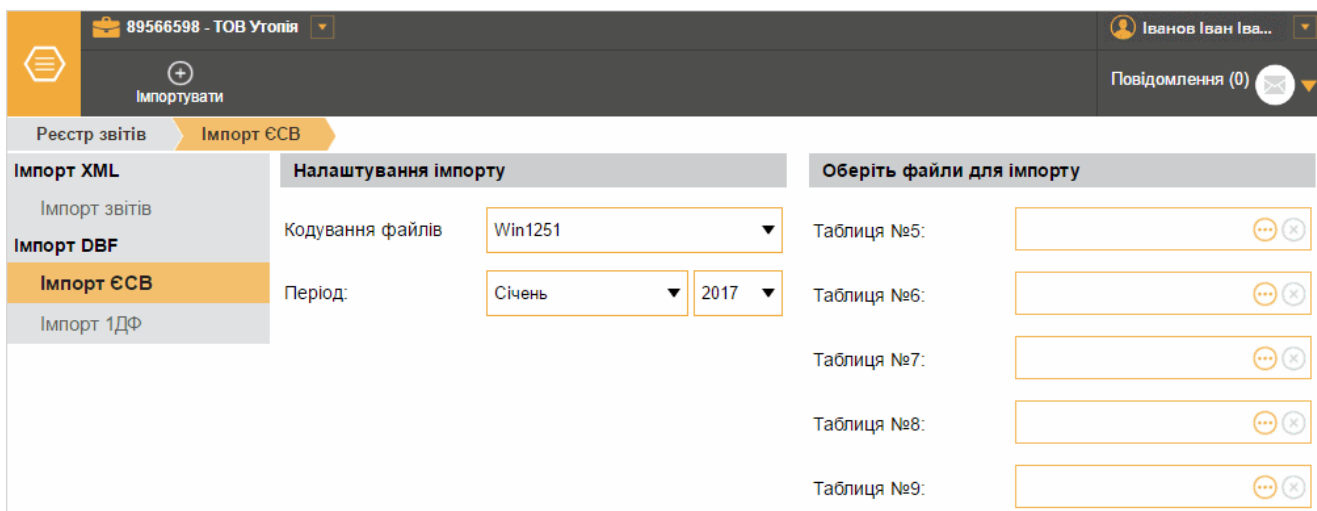 89566598 - ТОВ Утопія
Іванов Іван Іва...
Імпортувати
Повідомлення (0)
Реєстр звітів
Імпорт ЄСВ
Імпорт XML
Імпорт звітів
Імпорт DBF
Імпорт ЄСВ
Імпорт 1ДФ
Налаштування імпорту
Кодування файлів
Win1251
Період:
Січень
2017
Оберіть файли для імпорту
Таблиця №5:
Таблиця №6:
Таблиця №7:
Таблиця №8:
Таблиця №9: